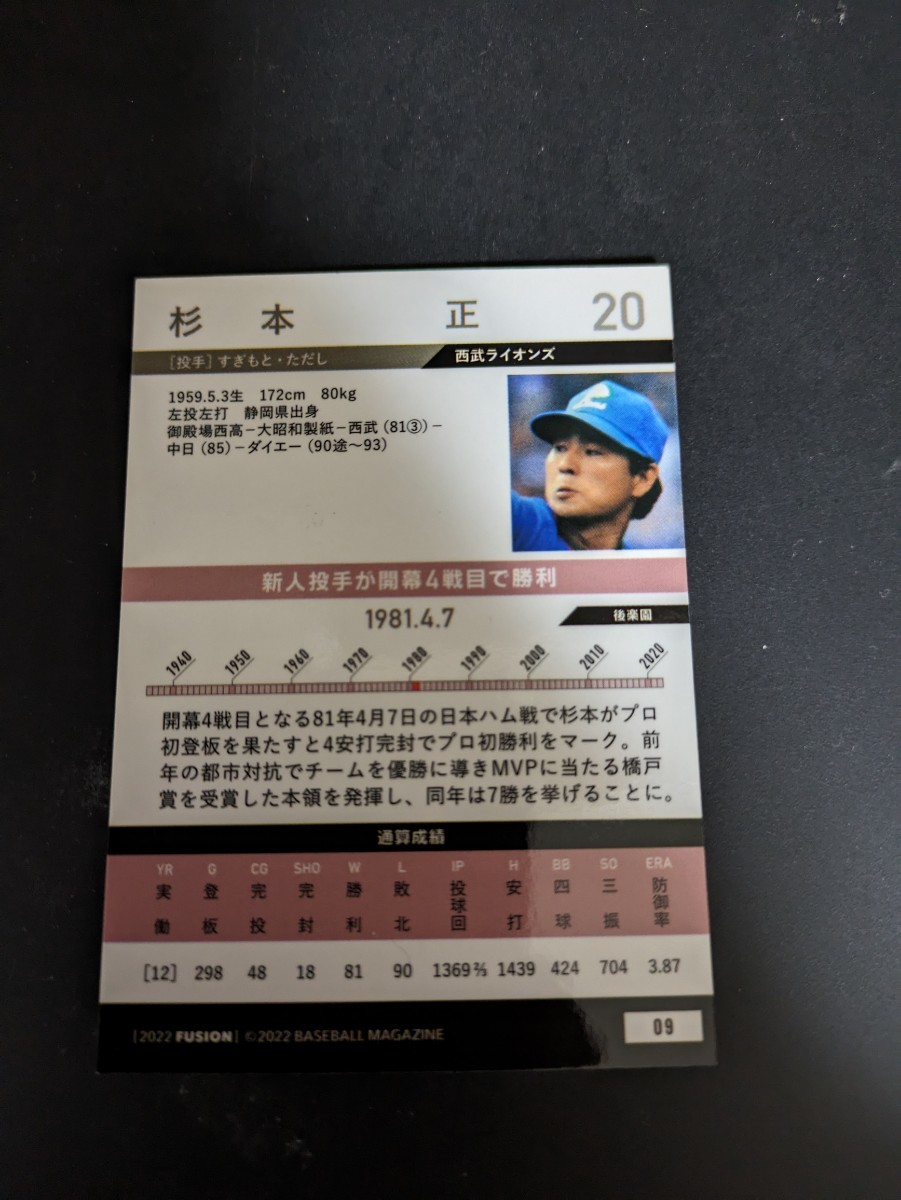 杉本 正 20
[投手] すぎもと・ただし 西武ライオンズ
1959.5.3生 172cm 80kg
左投左打 静岡県出身
御殿場西高－大昭和製紙－西武（81③）－
中日（85）－ダイエー（90途～93）
新人投手が開幕4戦目で勝利
1981.4.7 後楽園
1940 1950 1960 1970 1980 1990 2000 2010 2020
開幕4戦目となる81年4月7日の日本ハム戦で杉本がプロ
初登板を果たすと4安打完封でプロ初勝利をマーク。前
年の都市対抗でチームを優勝に導きMVPに当たる橋戸
賞を受賞した本領を発揮し、同年は7勝を挙げることに。
通算成績
YR G CG SHO W L IP H BB SO ERA
実働 登板 完投 完封 勝利 敗北 投球回 安打 四球 三振 防御率
[12] 298 48 18 81 90 1369⅔ 1439 424 704 3.87
[2022 FUSION] ©2022 BASEBALL MAGAZINE 09